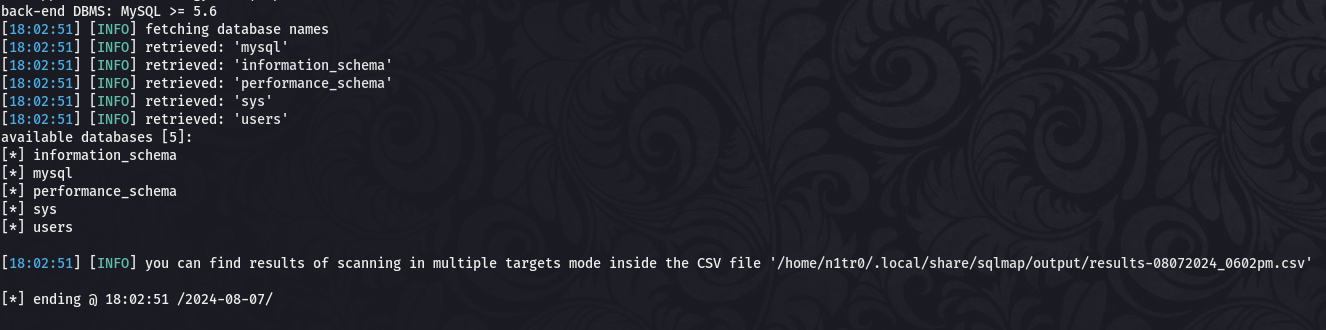 back-end DBMS: MySQL >= 5.6
[18:02:51] [INFO] fetching database names
[18:02:51] [INFO] retrieved: 'mysql'
[18:02:51] [INFO] retrieved: 'information_schema'
[18:02:51] [INFO] retrieved: 'performance_schema'
[18:02:51] [INFO] retrieved: 'sys'
[18:02:51] [INFO] retrieved: 'users'
available databases [5]:
[*] information_schema
[*] mysql
[*] performance_schema
[*] sys
[*] users
[18:02:51] [INFO] you can find results of scanning in multiple targets mode inside the CSV file '/home/n1tr0/.local/share/sqlmap/output/results-08072024_0602pm.csv'
[*] ending @ 18:02:51 /2024-08-07/